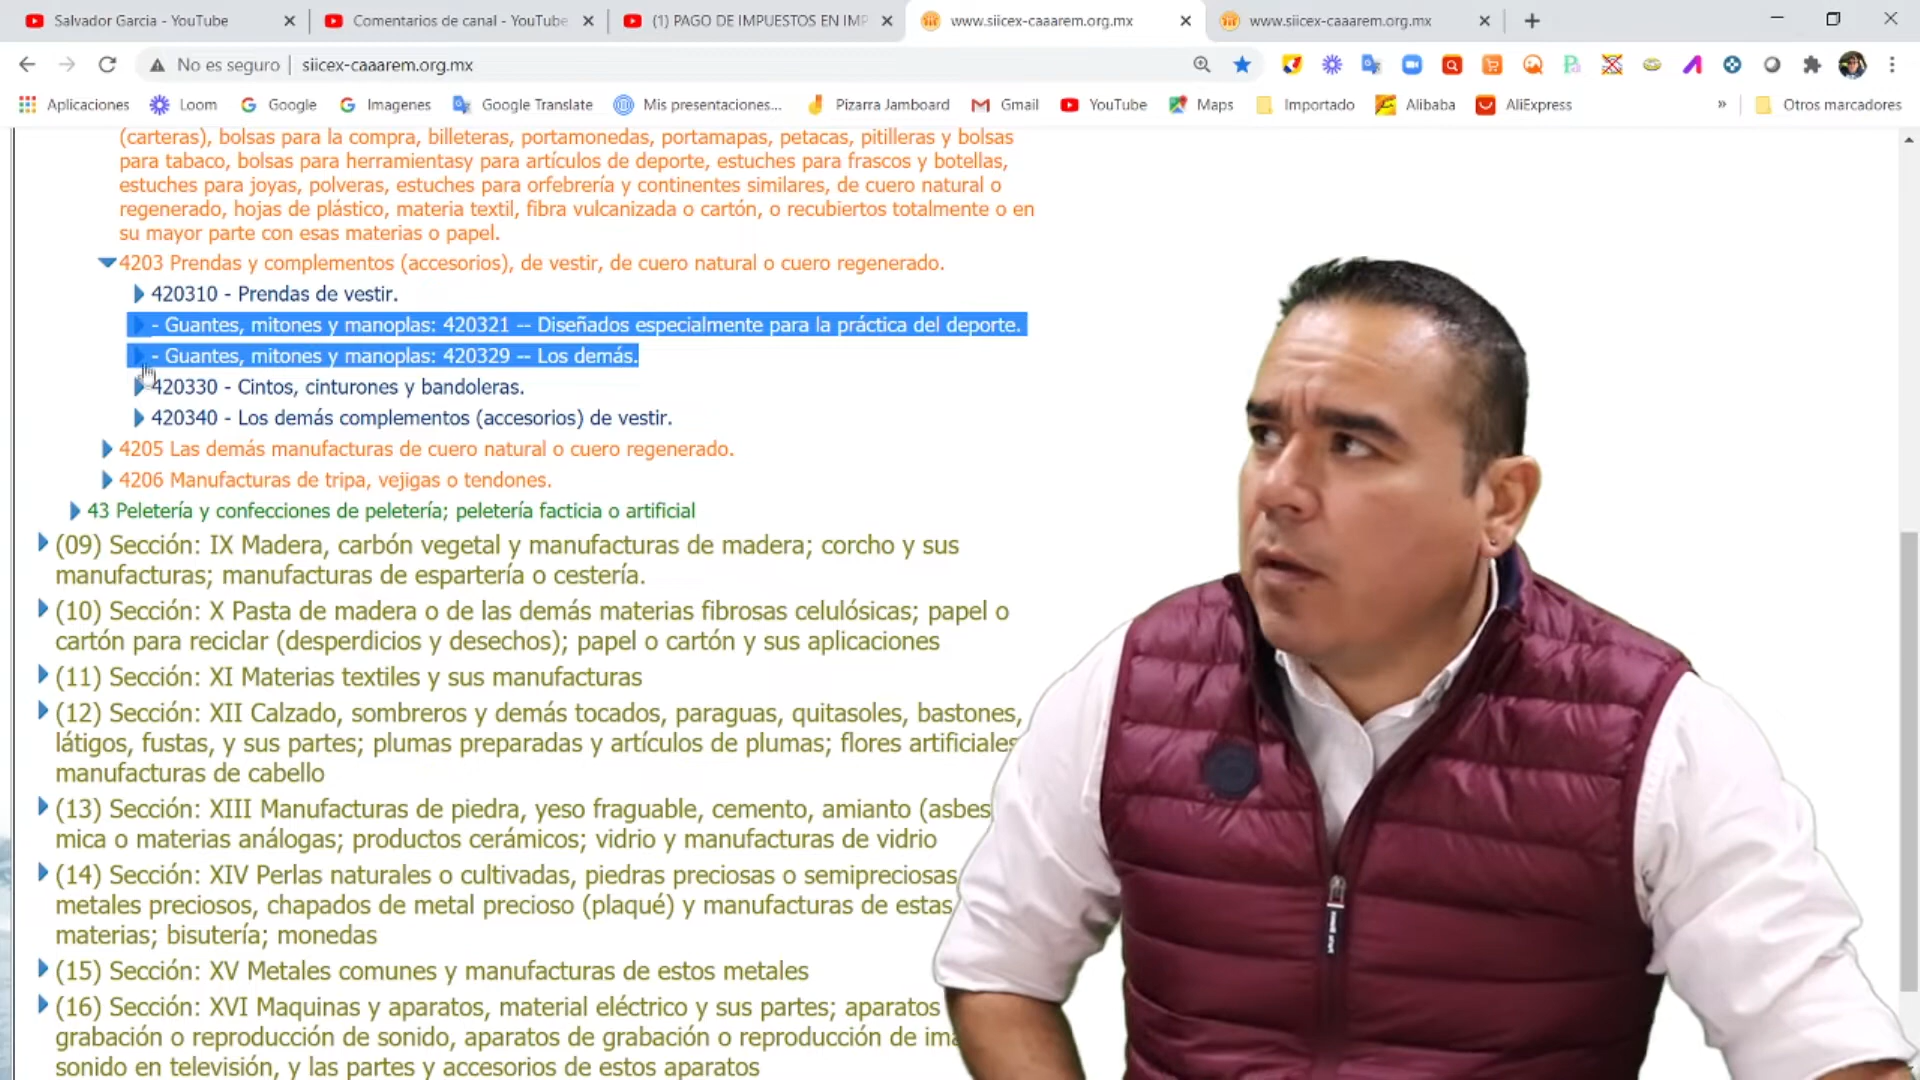 Salvador Garcia - YouTube
Comentarios de canal - YouTube
(1) PAGO DE IMPUESTOS EN IMP
www.siicex-caaarem.org.mx
www.siicex-caaarem.org.mx
No es seguro
siicex-caaarem.org.mx
Aplicaciones
Loom
Google
Imagenes
Google Translate
Mis presentaciones...
Pizarra Jamboard
Gmail
YouTube
Maps
Importado
Alibaba
AliExpress
»
Otros marcadores
(carteras), bolsas para la compra, billeteras, portamonedas, portamapas, petacas, pitilleras y bolsas
para tabaco, bolsas para herramientasy para artículos de deporte, estuches para frascos y botellas,
estuches para joyas, polveras, estuches para orfebrería y continentes similares, de cuero natural o
regenerado, hojas de plástico, materia textil, fibra vulcanizada o cartón, o recubiertos totalmente o en
su mayor parte con esas materias o papel.
4203 Prendas y complementos (accesorios), de vestir, de cuero natural o cuero regenerado.
420310 - Prendas de vestir.
- Guantes, mitones y manoplas: 420321 -- Diseñados especialmente para la práctica del deporte.
- Guantes, mitones y manoplas: 420329 -- Los demás.
420330 - Cintos, cinturones y bandoleras.
420340 - Los demás complementos (accesorios) de vestir.
4205 Las demás manufacturas de cuero natural o cuero regenerado.
4206 Manufacturas de tripa, vejigas o tendones.
43 Peletería y confecciones de peletería; peletería facticia o artificial
(09) Sección: IX Madera, carbón vegetal y manufacturas de madera; corcho y sus
manufacturas; manufacturas de espartería o cestería.
(10) Sección: X Pasta de madera o de las demás materias fibrosas celulósicas; papel o
cartón para reciclar (desperdicios y desechos); papel o cartón y sus aplicaciones
(11) Sección: XI Materias textiles y sus manufacturas
(12) Sección: XII Calzado, sombreros y demás tocados, paraguas, quitasoles, bastones,
látigos, fustas, y sus partes; plumas preparadas y artículos de plumas; flores artificiales
manufacturas de cabello
(13) Sección: XIII Manufacturas de piedra, yeso fraguable, cemento, amianto (asbes
mica o materias análogas; productos cerámicos; vidrio y manufacturas de vidrio
(14) Sección: XIV Perlas naturales o cultivadas, piedras preciosas o semipreciosas,
metales preciosos, chapados de metal precioso (plaqué) y manufacturas de estas
materias; bisutería; monedas
(15) Sección: XV Metales comunes y manufacturas de estos metales
(16) Sección: XVI Maquinas y aparatos, material eléctrico y sus partes; aparatos
grabación o reproducción de sonido, aparatos de grabación o reproducción de ima
sonido en televisión, y las partes y accesorios de estos aparatos